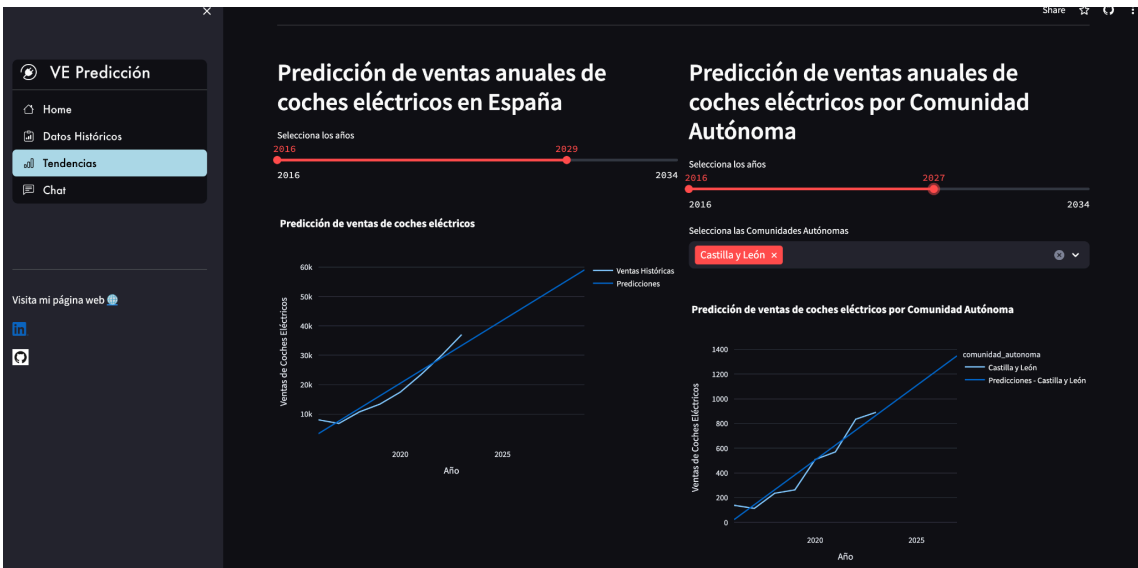 ×
Share
VE Predicción
Home
Datos Históricos
Tendencias
Chat
Visita mi página web
in
Predicción de ventas anuales de
coches eléctricos en España
Selecciona los años
2016 2029
2016 2034
Predicción de ventas de coches eléctricos
60k
50k
40k
30k
20k
10k
Ventas de Coches Eléctricos
2020 2025
Año
Ventas Históricas
Predicciones
Predicción de ventas anuales de
coches eléctricos por Comunidad
Autónoma
Selecciona los años
2016 2027
2016 2034
Selecciona las Comunidades Autónomas
Castilla y León ×
Predicción de ventas de coches eléctricos por Comunidad Autónoma
1400
1200
1000
800
600
400
200
0
Ventas de Coches Eléctricos
2020 2025
Año
comunidad_autonoma
Castilla y León
Predicciones - Castilla y León